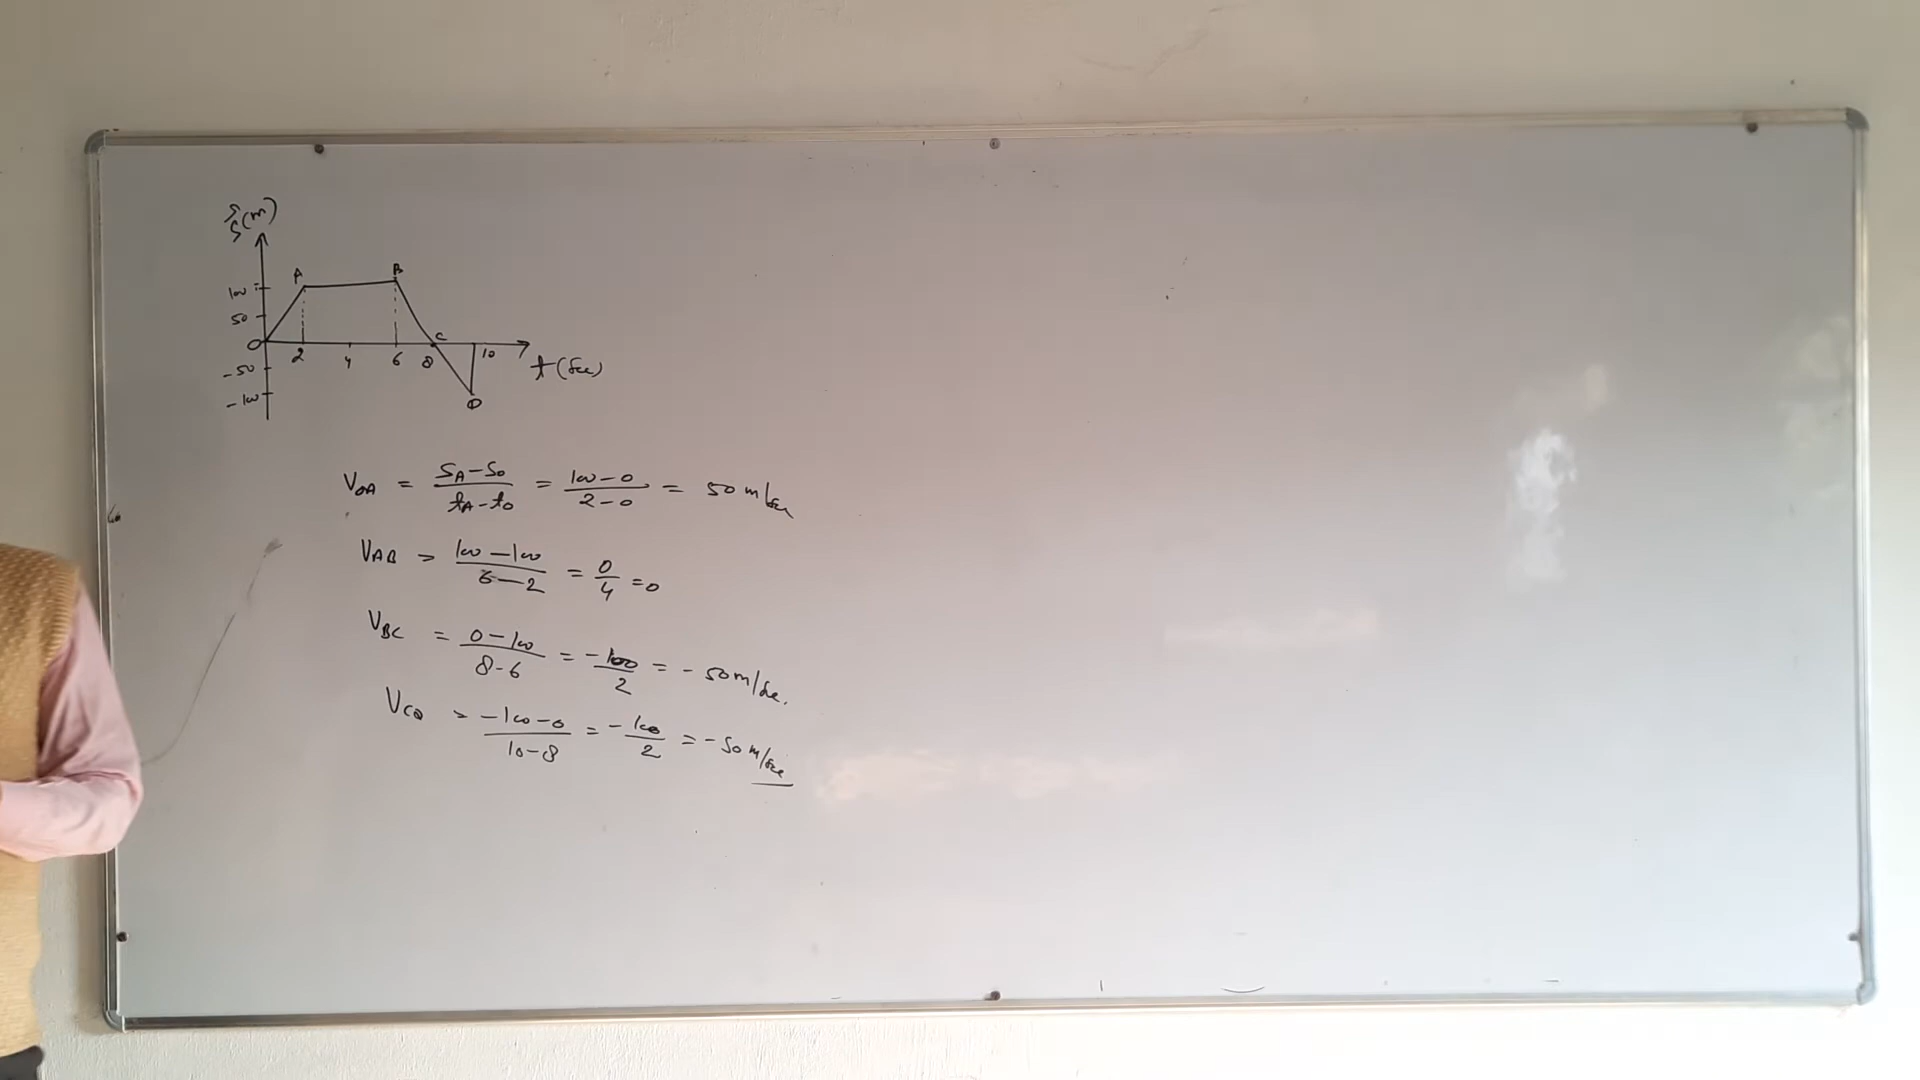 S(m)
A B
100
50
O 2 4 6 8 C 10 t(sec)
-50
-100
D
V_OA = (S_A - S_O)/(t_A - t_O) = (100 - 0)/(2 - 0) = 50 m/sec
V_AB = (100 - 100)/(6 - 2) = 0/4 = 0
V_BC = (0 - 100)/(8 - 6) = -100/2 = -50 m/sec.
V_CD = (-100 - 0)/(10 - 8) = -100/2 = -50 m/sec